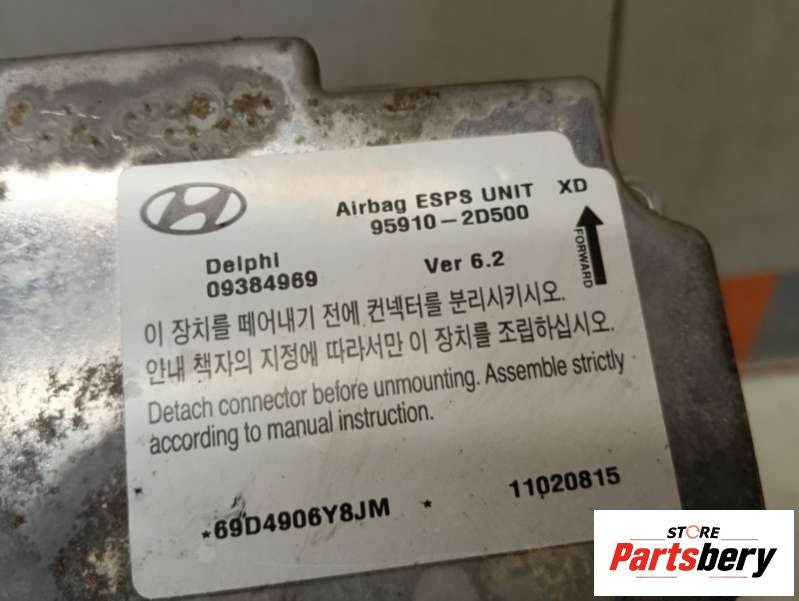 Airbag ESPS UNIT XD
95910-2D500
Delphi
09384969
Ver 6.2
FORWARD
이 장치를 떼어내기 전에 컨넥터를 분리시키시오.
안내 책자의 지정에 따라서만 이 장치를 조립하십시오.
Detach connector before unmounting. Assemble strictly
according to manual instruction.
*69D4906Y8JM *
11020815
STORE
Partsbery